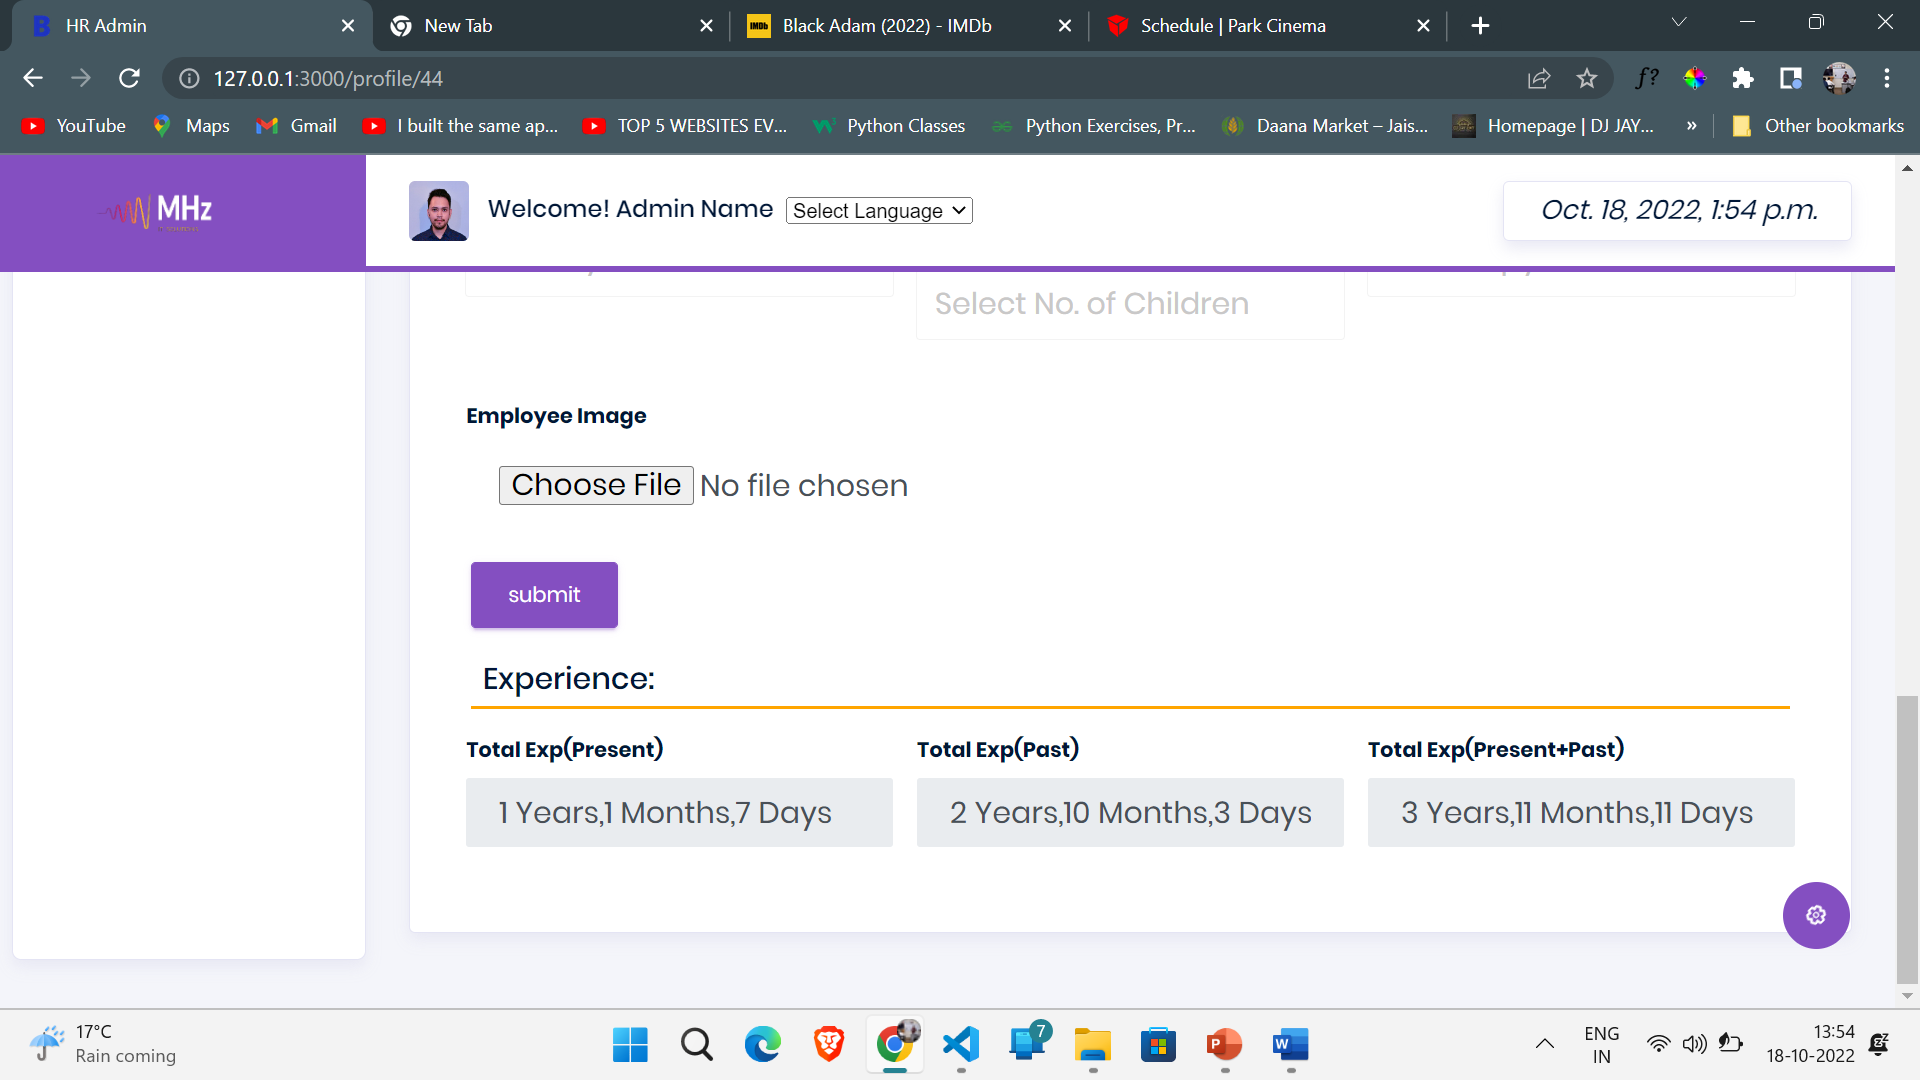 HR Admin
New Tab
Black Adam (2022) - IMDb
Schedule | Park Cinema
127.0.0.1:3000/profile/44
YouTube
Maps
Gmail
I built the same ap...
TOP 5 WEBSITES EV...
Python Classes
Python Exercises, Pr...
Daana Market – Jais...
Homepage | DJ JAY...
»
Other bookmarks
MHz
Welcome! Admin Name
Select Language
Oct. 18, 2022, 1:54 p.m.
Select No. of Children
Employee Image
Choose File No file chosen
submit
Experience:
Total Exp(Present)
Total Exp(Past)
Total Exp(Present+Past)
1 Years,1 Months,7 Days
2 Years,10 Months,3 Days
3 Years,11 Months,11 Days
17°C
Rain coming
7
ENG
IN
13:54
18-10-2022